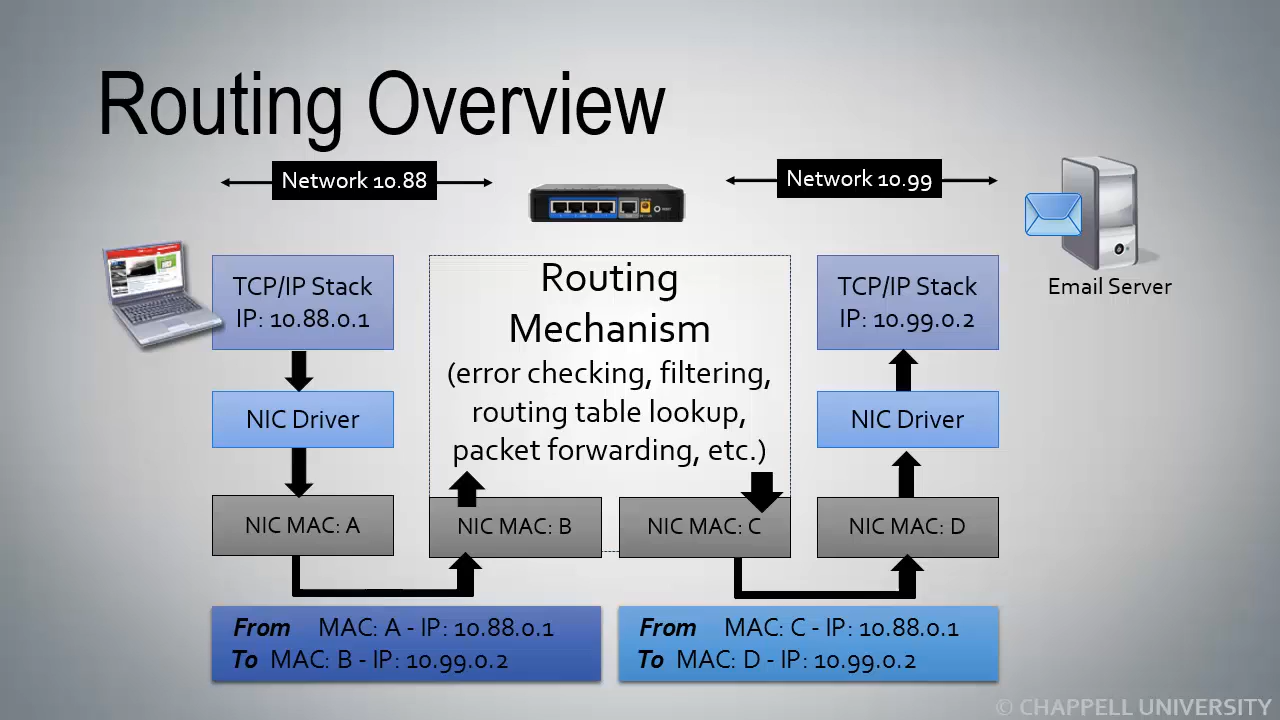 Routing Overview
Network 10.88
Network 10.99
TCP/IP Stack
IP: 10.88.0.1
Routing
Mechanism
(error checking, filtering,
routing table lookup,
packet forwarding, etc.)
TCP/IP Stack
IP: 10.99.0.2
Email Server
NIC Driver
NIC Driver
NIC MAC: A
NIC MAC: B
NIC MAC: C
NIC MAC: D
From MAC: A - IP: 10.88.0.1
To MAC: B - IP: 10.99.0.2
From MAC: C - IP: 10.88.0.1
To MAC: D - IP: 10.99.0.2
© CHAPPELL UNIVERSITY